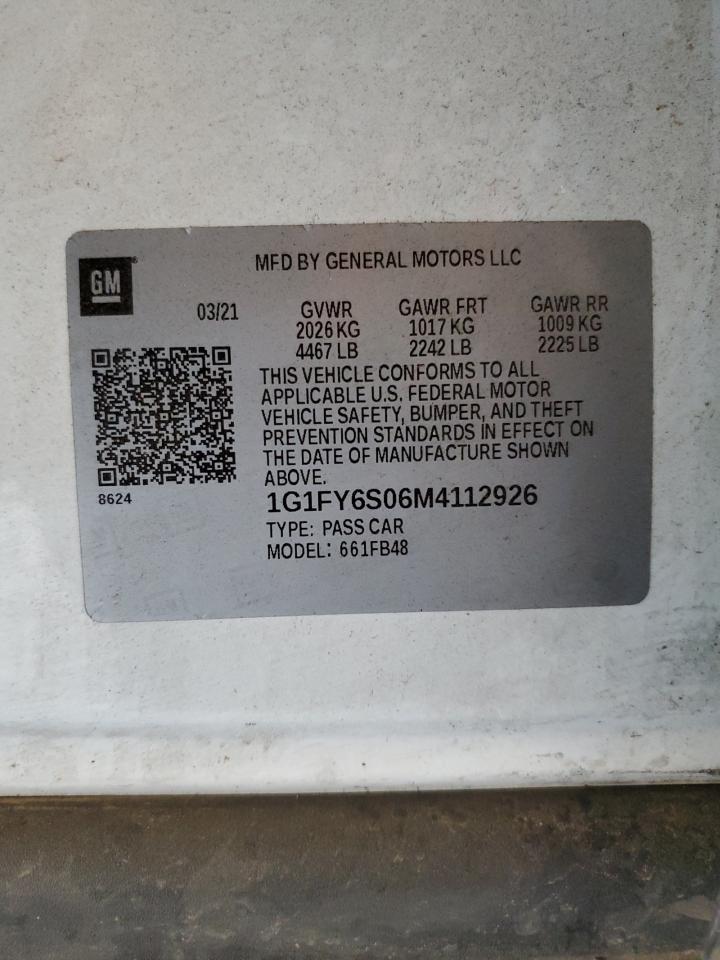 GM
MFD BY GENERAL MOTORS LLC
03/21
GVWR GAWR FRT GAWR RR
2026 KG 1017 KG 1009 KG
4467 LB 2242 LB 2225 LB
THIS VEHICLE CONFORMS TO ALL
APPLICABLE U.S. FEDERAL MOTOR
VEHICLE SAFETY, BUMPER, AND THEFT
PREVENTION STANDARDS IN EFFECT ON
THE DATE OF MANUFACTURE SHOWN
ABOVE.
8624
1G1FY6S06M4112926
TYPE: PASS CAR
MODEL: 661FB48